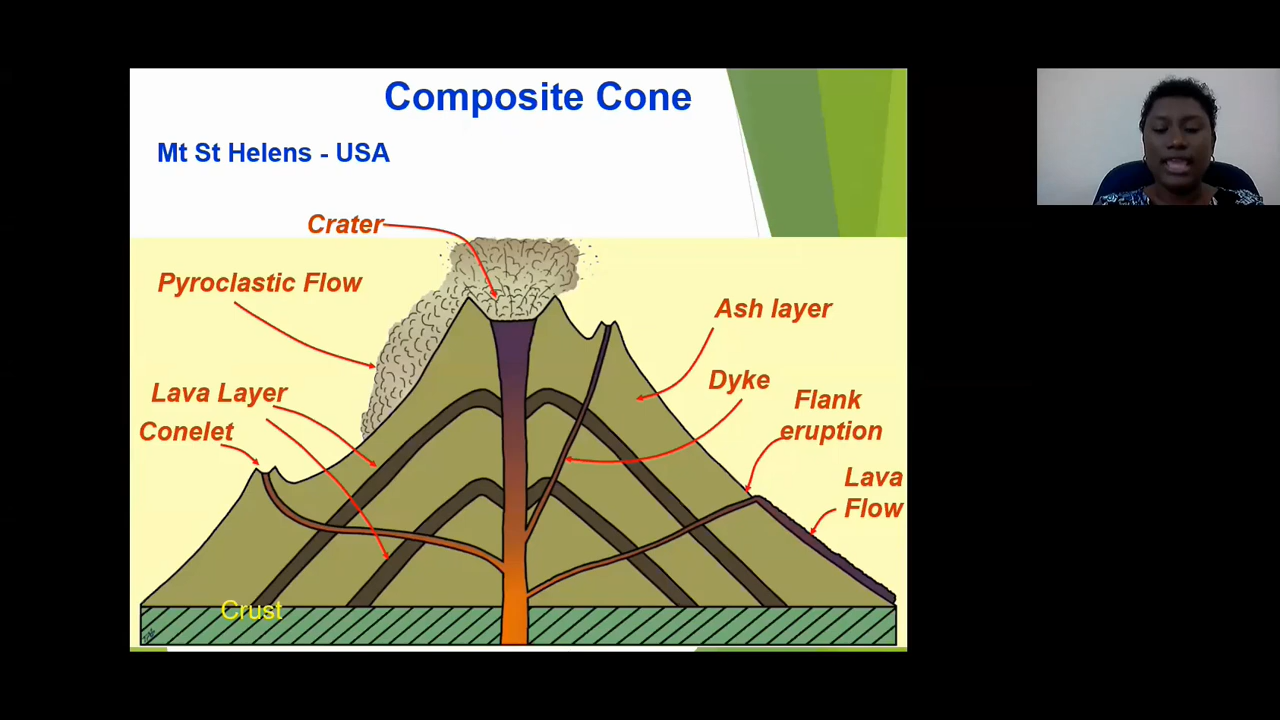 Composite Cone
Mt St Helens - USA
Crater
Pyroclastic Flow
Ash layer
Lava Layer
Dyke
Flank
eruption
Conelet
Lava
Flow
Crust